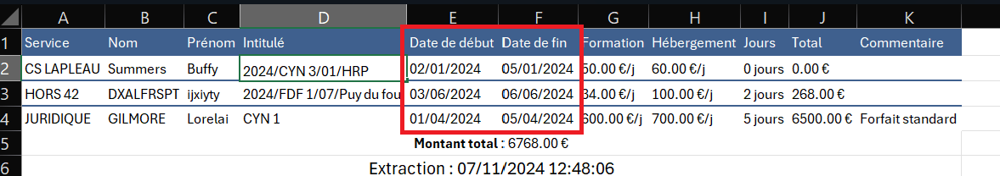 A B C D E F G H I J K
1 Service Nom Prénom Intitulé Date de début Date de fin Formation Hébergement Jours Total Commentaire
2 CS LAPLEAU Summers Buffy 2024/CYN 3/01/HRP 02/01/2024 05/01/2024 50.00 €/j 60.00 €/j 0 jours 0.00 €
3 HORS 42 DXALFRSPT ijxiyty 2024/FDF 1/07/Puy du fou 03/06/2024 06/06/2024 34.00 €/j 100.00 €/j 2 jours 268.00 €
4 JURIDIQUE GILMORE Lorelai CYN 1 01/04/2024 05/04/2024 600.00 €/j 700.00 €/j 5 jours 6500.00 € Forfait standard
5 Montant total : 6768.00 €
6 Extraction : 07/11/2024 12:48:06